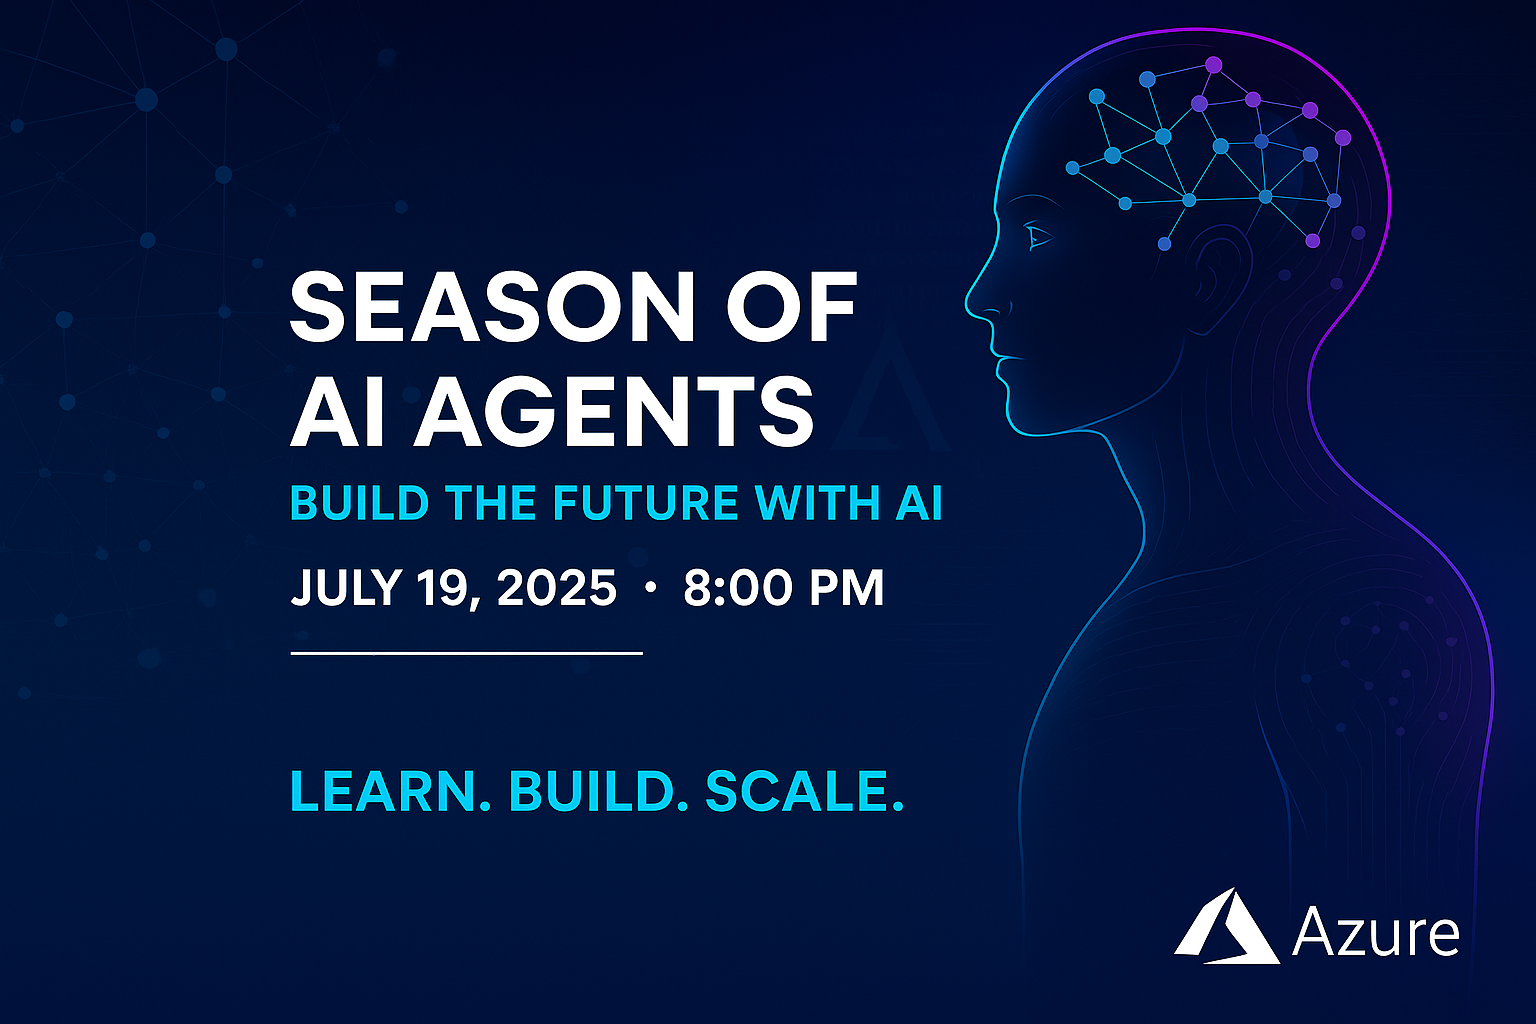 SEASON OF
AI AGENTS
BUILD THE FUTURE WITH AI
JULY 19, 2025 • 8:00 PM
LEARN. BUILD. SCALE.
Azure